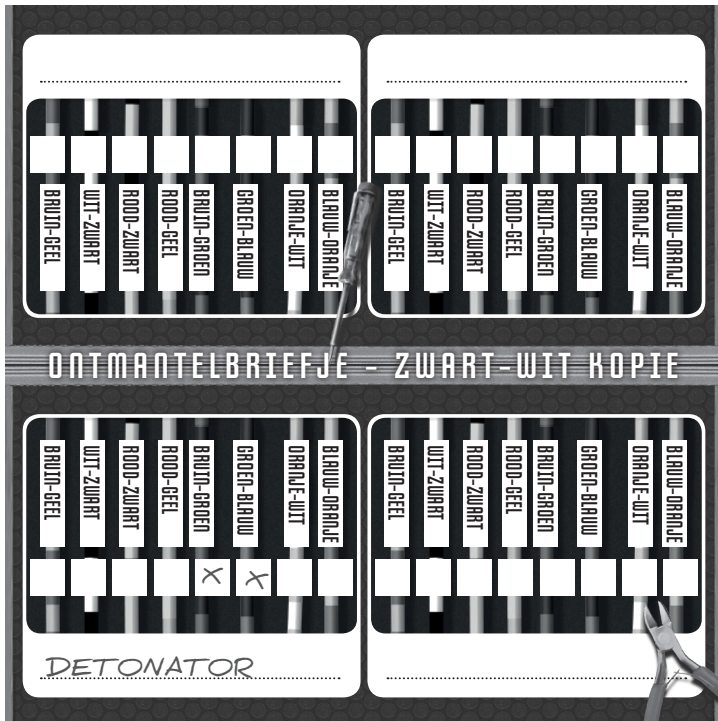 BRUIN-GEEL
WIT-ZWART
ROOD-ZWART
ROOD-GEEL
BRUIN-GROEN
GROEN-BLAUW
ORANJE-WIT
BLAUW-ORANJE
BRUIN-GEEL
WIT-ZWART
ROOD-ZWART
ROOD-GEEL
BRUIN-GROEN
GROEN-BLAUW
ORANJE-WIT
BLAUW-ORANJE
ONTMANTELBRIEFJE - ZWART-WIT KOPIE
BRUIN-GEEL
WIT-ZWART
ROOD-ZWART
ROOD-GEEL
BRUIN-GROEN
GROEN-BLAUW
ORANJE-WIT
BLAUW-ORANJE
X X
DETONATOR
BRUIN-GEEL
WIT-ZWART
ROOD-ZWART
ROOD-GEEL
BRUIN-GROEN
GROEN-BLAUW
ORANJE-WIT
BLAUW-ORANJE